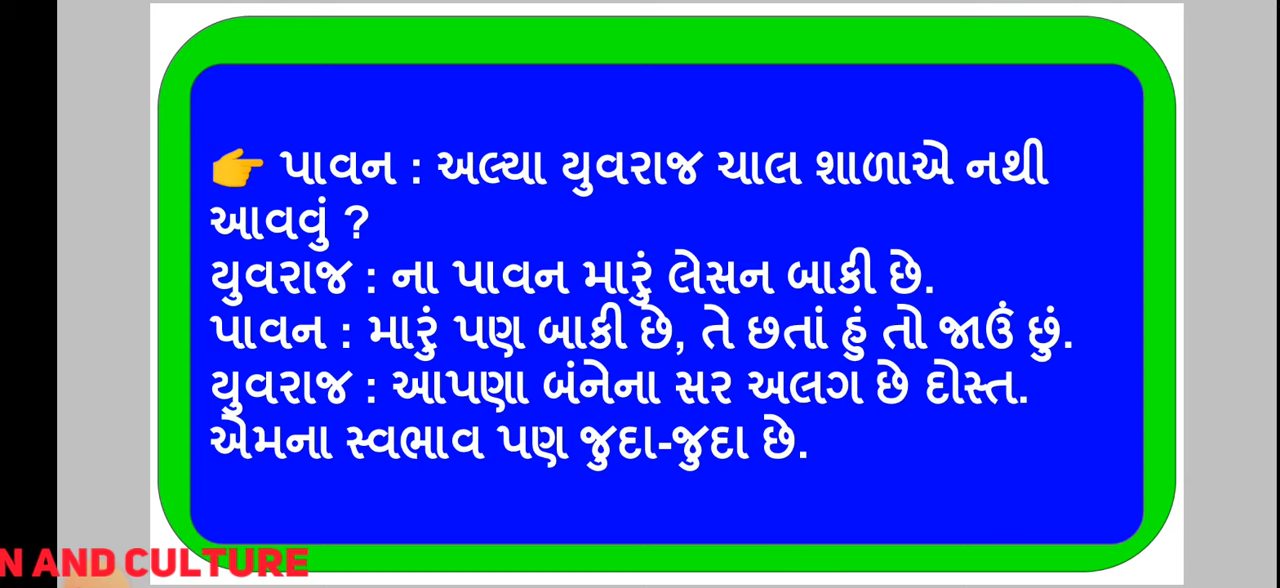 👉 પાવન : અલ્યા યુવરાજ ચાલ શાળાએ નથી
આવવું ?
યુવરાજ : ના પાવન મારું લેસન બાકી છે.
પાવન : મારું પણ બાકી છે, તે છતાં હું તો જાઉં છું.
યુવરાજ : આપણા બંનેના સર અલગ છે દોસ્ત.
એમના સ્વભાવ પણ જુદા-જુદા છે.
N AND CULTURE